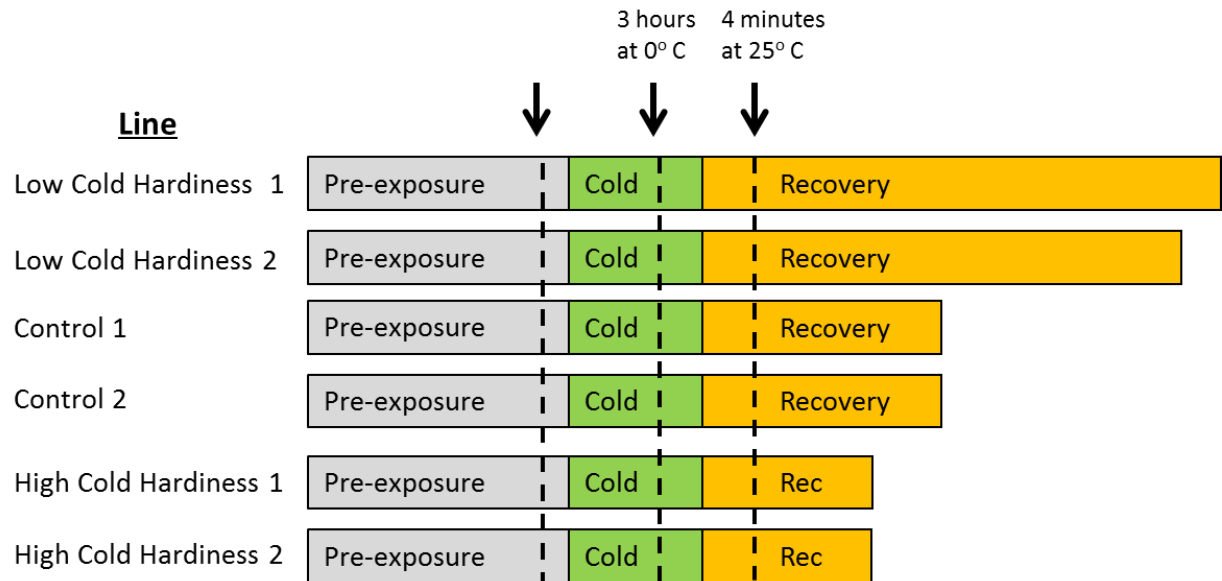 3 hours
at 0° C
4 minutes
at 25° C
Line
Low Cold Hardiness 1
Pre-exposure
Cold
Recovery
Low Cold Hardiness 2
Pre-exposure
Cold
Recovery
Control 1
Pre-exposure
Cold
Recovery
Control 2
Pre-exposure
Cold
Recovery
High Cold Hardiness 1
Pre-exposure
Cold
Rec
High Cold Hardiness 2
Pre-exposure
Cold
Rec